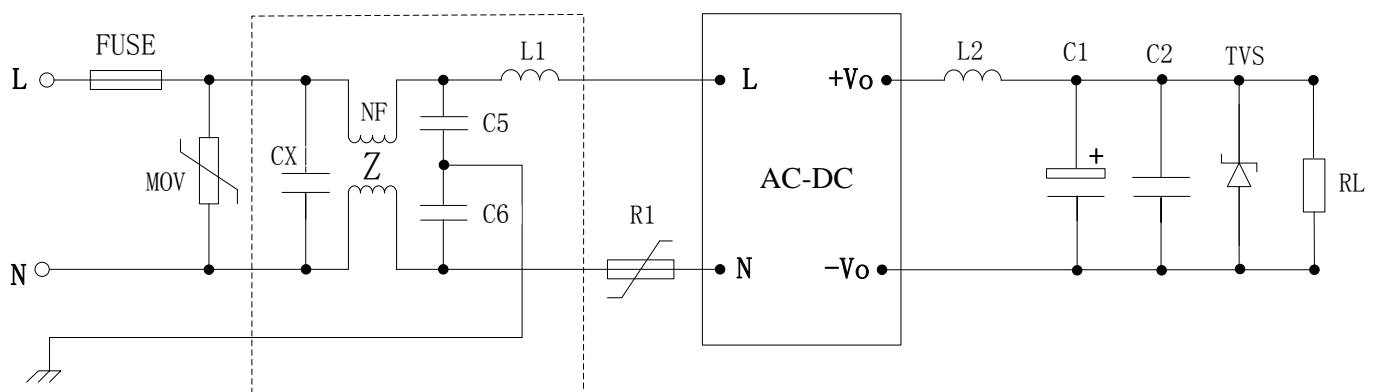 FUSE
L1
L2
C1
C2
TVS
L
L
+Vo
NF
C5
CX
Z
MOV
+
AC-DC
RL
C6
R1
N
N
-Vo